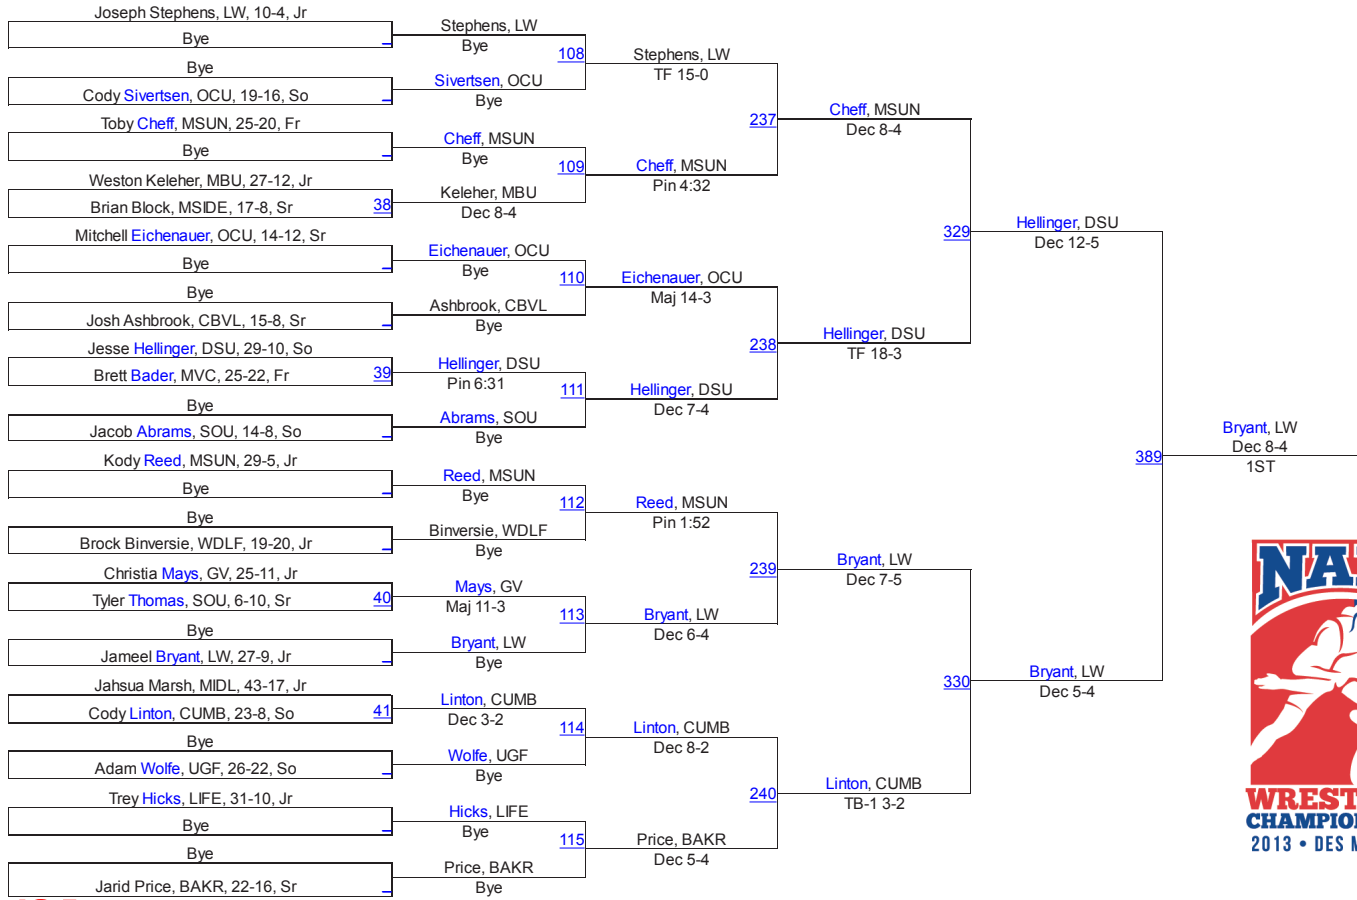 Joseph Stephens, LW, 10-4, Jr
Bye
Bye
Cody Sivertsen, OCU, 19-16, So
Toby Cheff, MSUN, 25-20, Fr
Bye
Weston Keleher, MBU, 27-12, Jr
Brian Block, MSIDE, 17-8, Sr
38
Mitchell Eichenauer, OCU, 14-12, Sr
Bye
Bye
Josh Ashbrook, CBVL, 15-8, Sr
Jesse Hellinger, DSU, 29-10, So
Brett Bader, MVC, 25-22, Fr
39
Bye
Jacob Abrams, SOU, 14-8, So
Kody Reed, MSUN, 29-5, Jr
Bye
Bye
Brock Binversie, WDLF, 19-20, Jr
Christia Mays, GV, 25-11, Jr
Tyler Thomas, SOU, 6-10, Sr
40
Bye
Jameel Bryant, LW, 27-9, Jr
Jahsua Marsh, MIDL, 43-17, Jr
Cody Linton, CUMB, 23-8, So
41
Bye
Adam Wolfe, UGF, 26-22, So
Trey Hicks, LIFE, 31-10, Jr
Bye
Bye
Jarid Price, BAKR, 22-16, Sr
Stephens, LW
Bye
108
Sivertsen, OCU
Bye
Cheff, MSUN
Bye
109
Keleher, MBU
Dec 8-4
Eichenauer, OCU
Bye
110
Ashbrook, CBVL
Bye
Hellinger, DSU
Pin 6:31
111
Abrams, SOU
Bye
Reed, MSUN
Bye
112
Binversie, WDLF
Bye
Mays, GV
Maj 11-3
113
Bryant, LW
Bye
Linton, CUMB
Dec 3-2
114
Wolfe, UGF
Bye
Hicks, LIFE
Bye
115
Price, BAKR
Bye
Stephens, LW
TF 15-0
237
Cheff, MSUN
Pin 4:32
Eichenauer, OCU
Maj 14-3
238
Hellinger, DSU
Dec 7-4
Reed, MSUN
Pin 1:52
239
Bryant, LW
Dec 6-4
Linton, CUMB
Dec 8-2
240
Price, BAKR
Dec 5-4
Cheff, MSUN
Dec 8-4
329
Hellinger, DSU
TF 18-3
Bryant, LW
Dec 7-5
330
Linton, CUMB
TB-1 3-2
Hellinger, DSU
Dec 12-5
389
Bryant, LW
Dec 5-4
Bryant, LW
Dec 8-4
1ST
NA
WREST
CHAMPIO
2013 • DES M